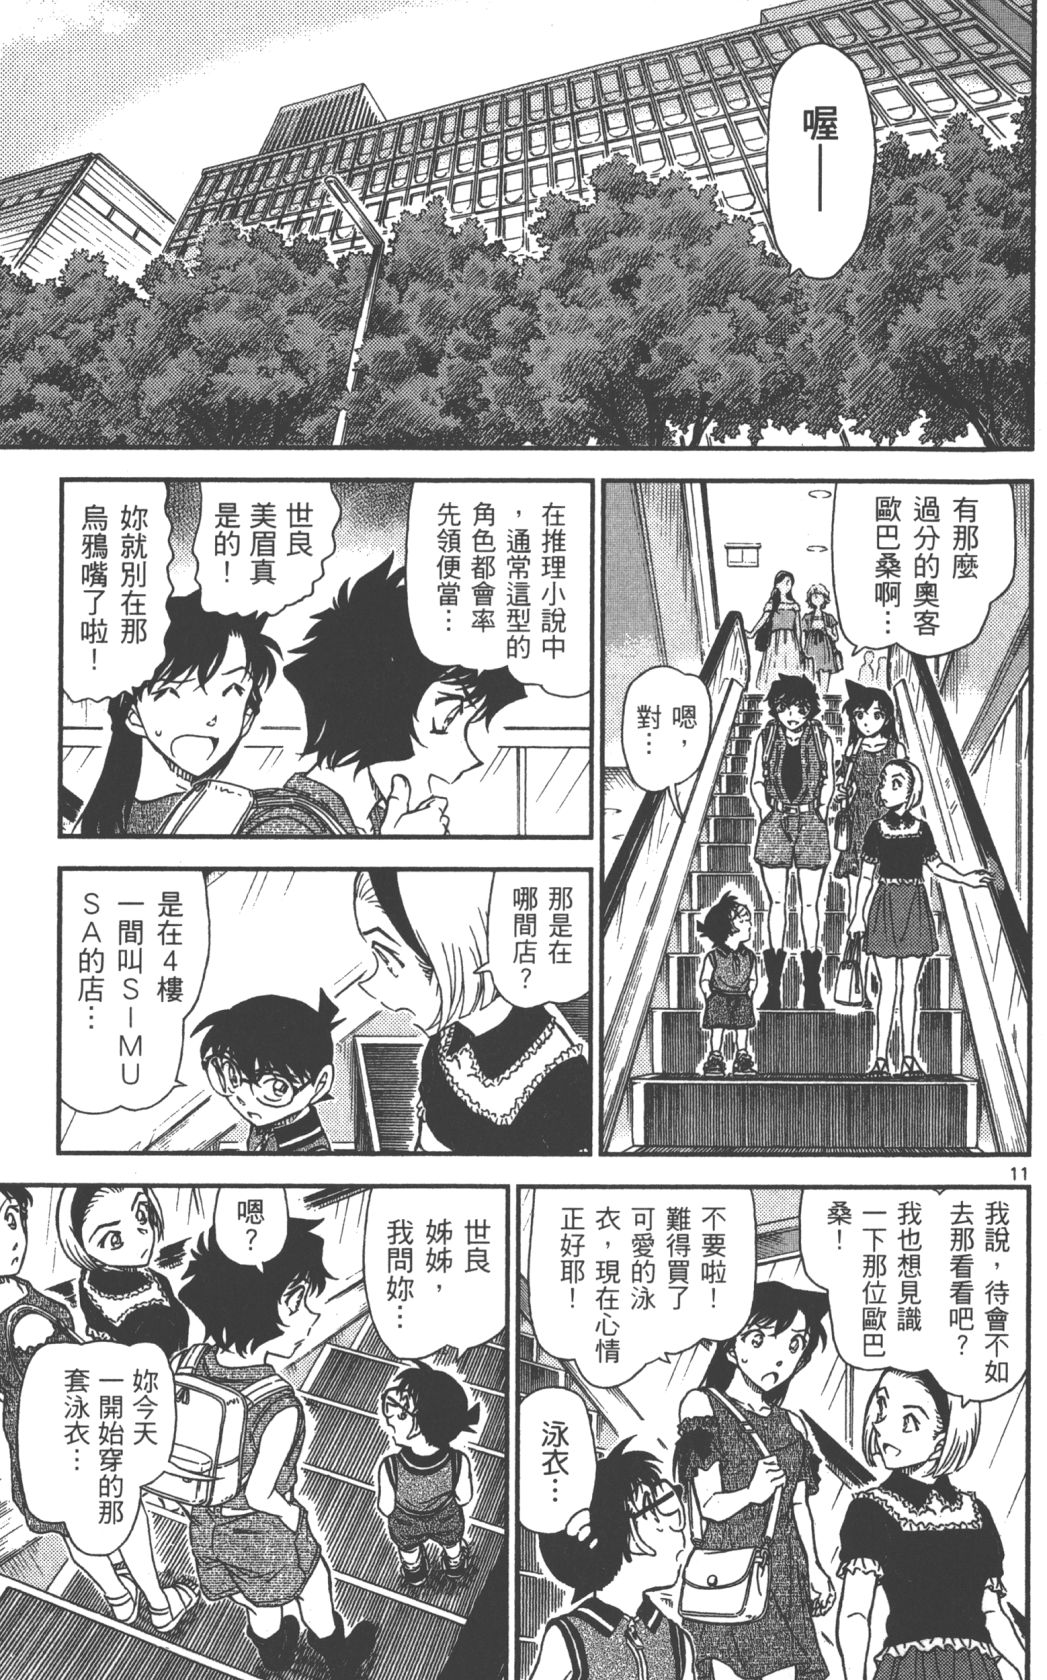 喔——
有那麼
過分的奧客
歐巴桑啊…
嗯，
對…
在推理小說中
，通常這型的
角色都會率
先領便當…
世良
美眉真
是的！
妳就別在那
烏鴉嘴了啦！
那是在
哪間店？
是在4樓
一間叫SIMU
SA的店…
11
我說，待會不如
去那看看吧？
我也想見識
一下那位歐巴
桑！
不要啦！
難得買了
可愛的泳
衣，現在心情
正好耶！
泳衣…
世良
姊姊，
我問妳…
嗯？
妳今天
一開始穿的那
套泳衣…